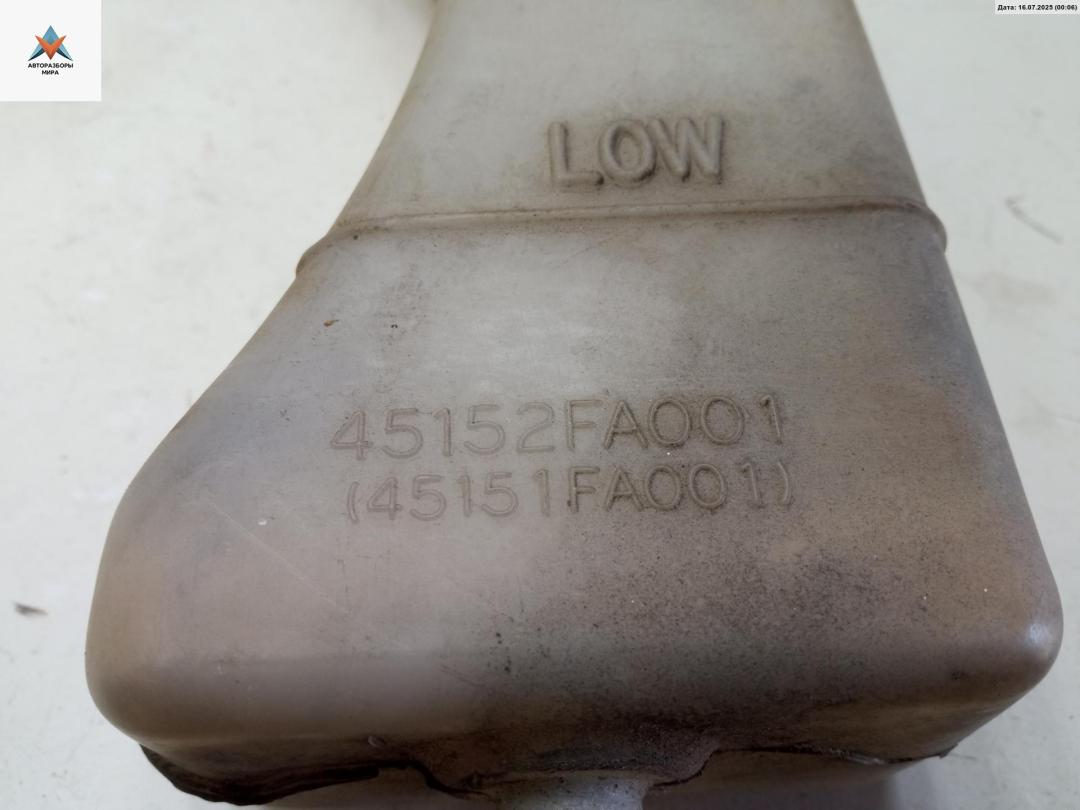 АВТОРАЗБОРЫ
МИРА
Дата: 16.07.2025 (00:06)
LOW
45152FA001
(45151FA001)